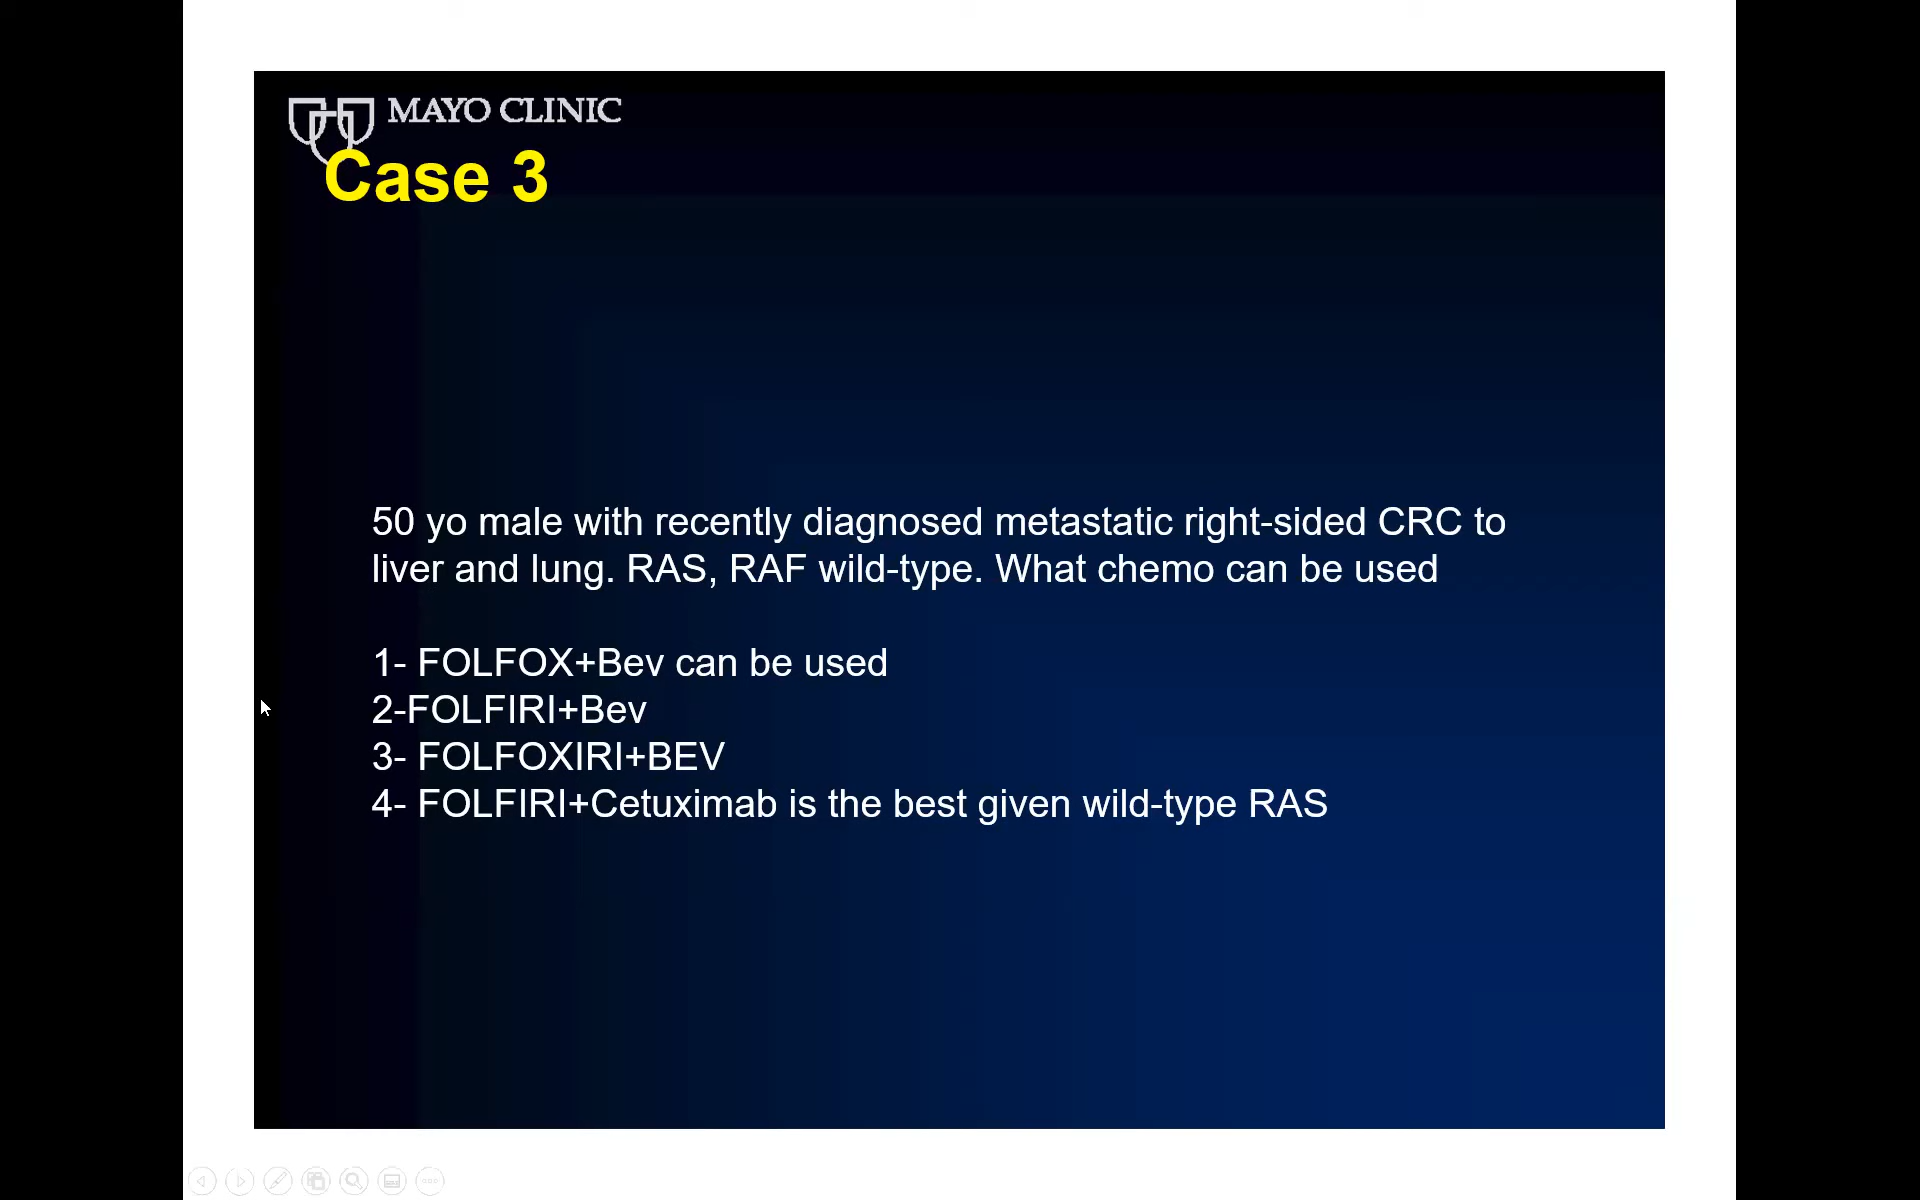 MAYO CLINIC
Case 3
50 yo male with recently diagnosed metastatic right-sided CRC to
liver and lung. RAS, RAF wild-type. What chemo can be used
1- FOLFOX+Bev can be used
2-FOLFIRI+Bev
3- FOLFOXIRI+BEV
4- FOLFIRI+Cetuximab is the best given wild-type RAS